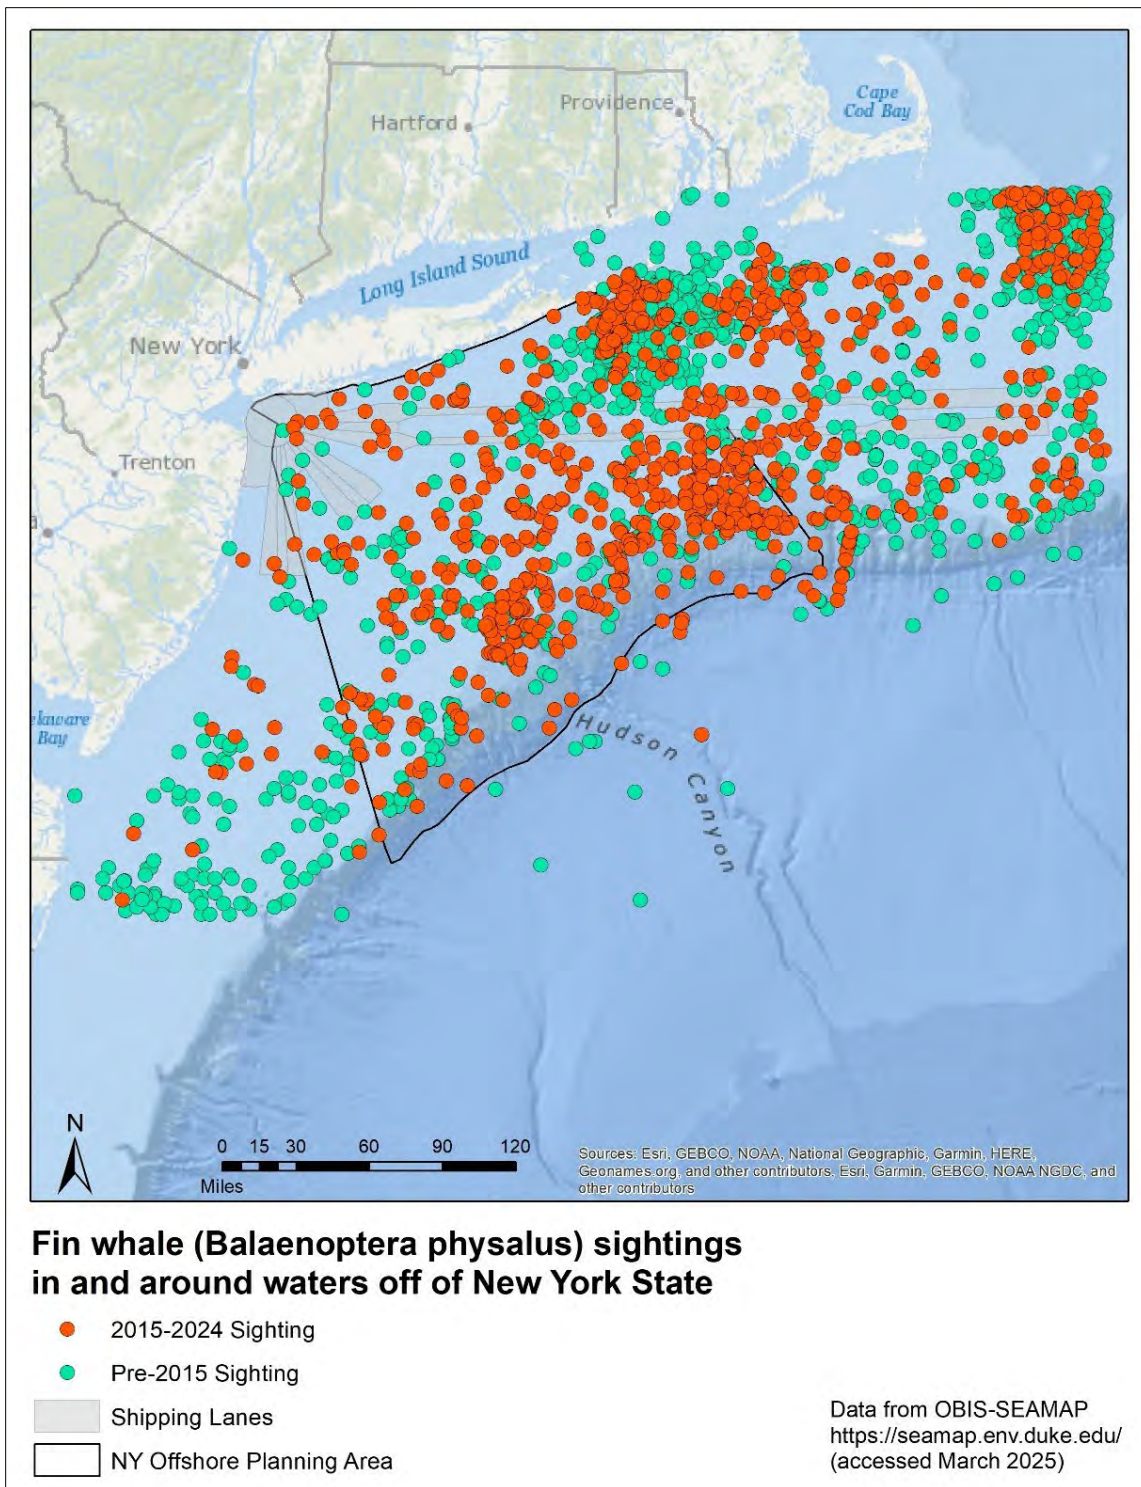 Cape
Cod Bay
Providence
Hartford
Long Island Sound
New York
Trenton
a
elaware
Bay
Hudson Canyon
N
0 15 30 60 90 120
Miles
Sources: Esri, GEBCO, NOAA, National Geographic, Garmin, HERE,
Geonames.org, and other contributors, Esri, Garmin, GEBCO, NOAA NGDC, and
other contributors
Fin whale (Balaenoptera physalus) sightings
in and around waters off of New York State
2015-2024 Sighting
Pre-2015 Sighting
Shipping Lanes
NY Offshore Planning Area
Data from OBIS-SEAMAP
https://seamap.env.duke.edu/
(accessed March 2025)